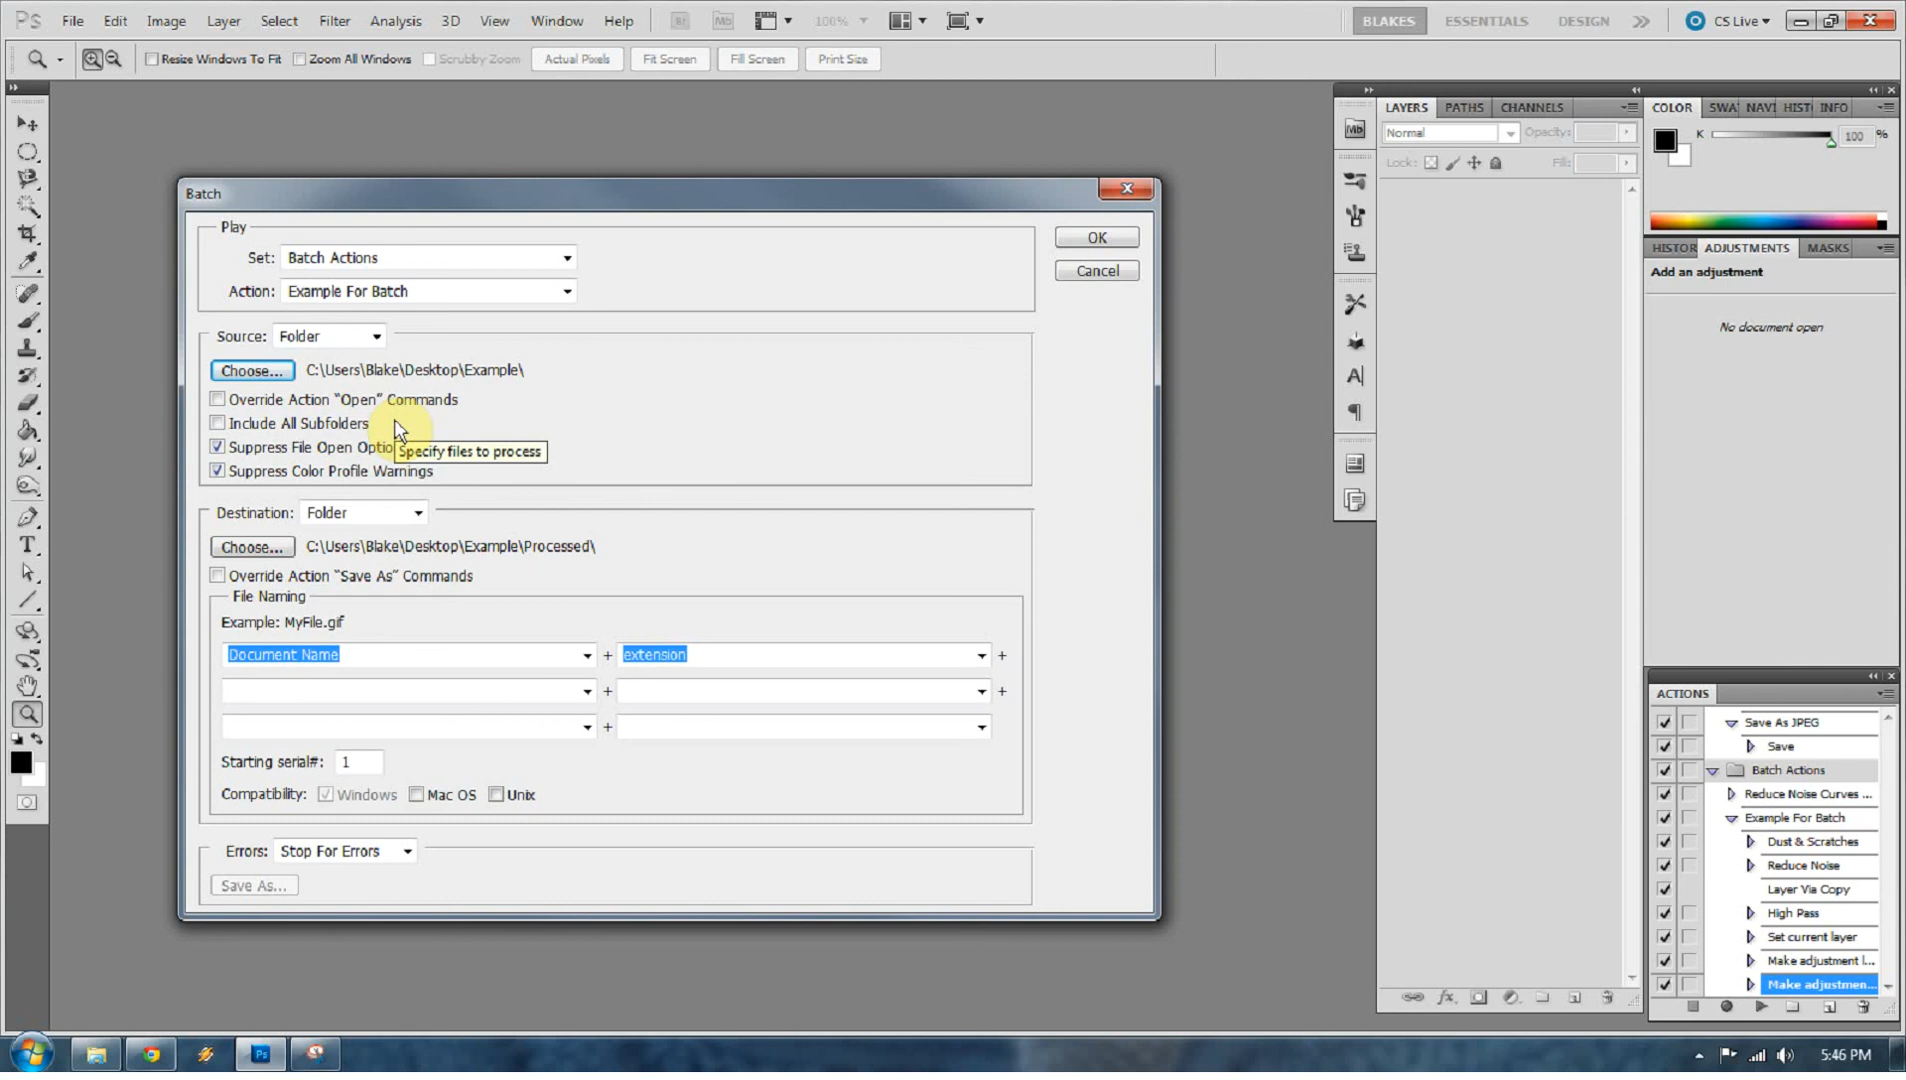 Ps File Edit Image Layer Select Filter Analysis 3D View Window Help Br Mb 100% BLAKES ESSENTIALS DESIGN CS Live
Resize Windows To Fit Zoom All Windows Scrubby Zoom Actual Pixels Fit Screen Fill Screen Print Size
LAYERS PATHS CHANNELS
COLOR SWA NAVI HIST INFO
Mb
Normal Opacity:
K 100 %
Lock: Fill:
Batch
Play
OK
Set: Batch Actions
Cancel
Action: Example For Batch
HISTOR ADJUSTMENTS MASKS
Add an adjustment
No document open
Source: Folder
Choose... C:\Users\Blake\Desktop\Example\
Override Action "Open" Commands
Include All Subfolders
Suppress File Open Optio
Specify files to process
Suppress Color Profile Warnings
Destination: Folder
Choose... C:\Users\Blake\Desktop\Example\Processed\
Override Action "Save As" Commands
File Naming
Example: MyFile.gif
Document Name + extension +
+ +
+
Starting serial#: 1
Compatibility: Windows Mac OS Unix
Errors: Stop For Errors
Save As...
ACTIONS
Save As JPEG
Save
Batch Actions
Reduce Noise Curves ...
Example For Batch
Dust & Scratches
Reduce Noise
Layer Via Copy
High Pass
Set current layer
Make adjustment l...
Make adjustmen...
Ps
5:46 PM